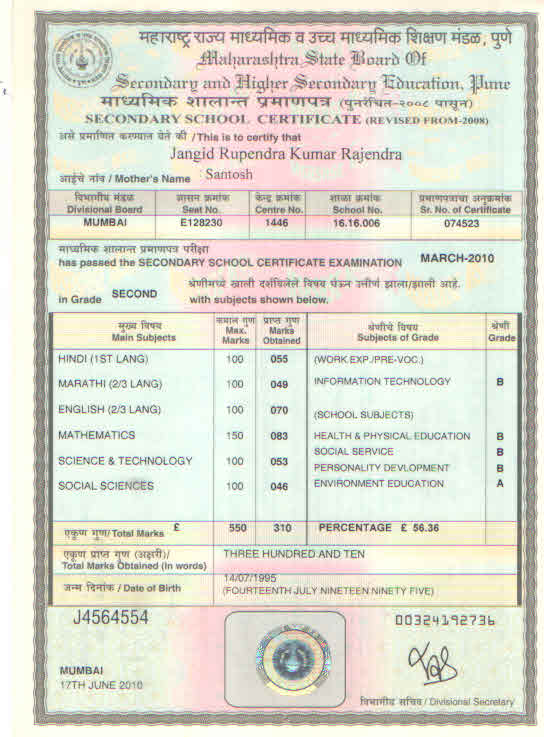 महाराष्ट्र राज्य माध्यमिक व उच्च माध्यमिक शिक्षण मंडळ, पुणे
Maharashtra State Board Of
Secondary and Higher Secondary Education, Pune
माध्यमिक शालान्त प्रमाणपत्र (पुनर्रचित-२००८ पासून)
SECONDARY SCHOOL CERTIFICATE (REVISED FROM-2008)
असे प्रमाणित करण्यात येते की /This is to certify that
Jangid Rupendra Kumar Rajendra
आईचे नांव / Mother's Name Santosh
विभागीय मंडळ आसन क्रमांक केन्द्र क्रमांक शाळा क्रमांक प्रमाणपत्राचा अनुक्रमांक
Divisional Board Seat No. Centre No. School No. Sr. No. of Certificate
MUMBAI E128230 1446 16.16.006 074523
माध्यमिक शालान्त प्रमाणपत्र परीक्षा
has passed the SECONDARY SCHOOL CERTIFICATE EXAMINATION MARCH-2010
श्रेणीमध्ये खाली दर्शविलेले विषय घेऊन उत्तीर्ण झाला/झाली आहे.
in Grade SECOND with subjects shown below.
मुख्य विषय कमाल गुण प्राप्त गुण श्रेणीचे विषय श्रेणी
Main Subjects Max. Marks Marks Obtained Subjects of Grade Grade
HINDI (1ST LANG) 100 055 (WORK EXP./PRE-VOC.)
MARATHI (2/3 LANG) 100 049 INFORMATION TECHNOLOGY B
ENGLISH (2/3 LANG) 100 070 (SCHOOL SUBJECTS)
MATHEMATICS 150 083 HEALTH & PHYSICAL EDUCATION B
SOCIAL SERVICE B
SCIENCE & TECHNOLOGY 100 053 PERSONALITY DEVLOPMENT B
SOCIAL SCIENCES 100 046 ENVIRONMENT EDUCATION A
एकूण गुण/Total Marks £ 550 310 PERCENTAGE £ 56.36
एकूण प्राप्त गुण (अक्षरी)/
Total Marks Obtained (in words) THREE HUNDRED AND TEN
जन्म दिनांक / Date of Birth 14/07/1995
(FOURTEENTH JULY NINETEEN NINETY FIVE)
J4564554 00324192736
MUMBAI
17TH JUNE 2010
विभागीय सचिव / Divisional Secretary